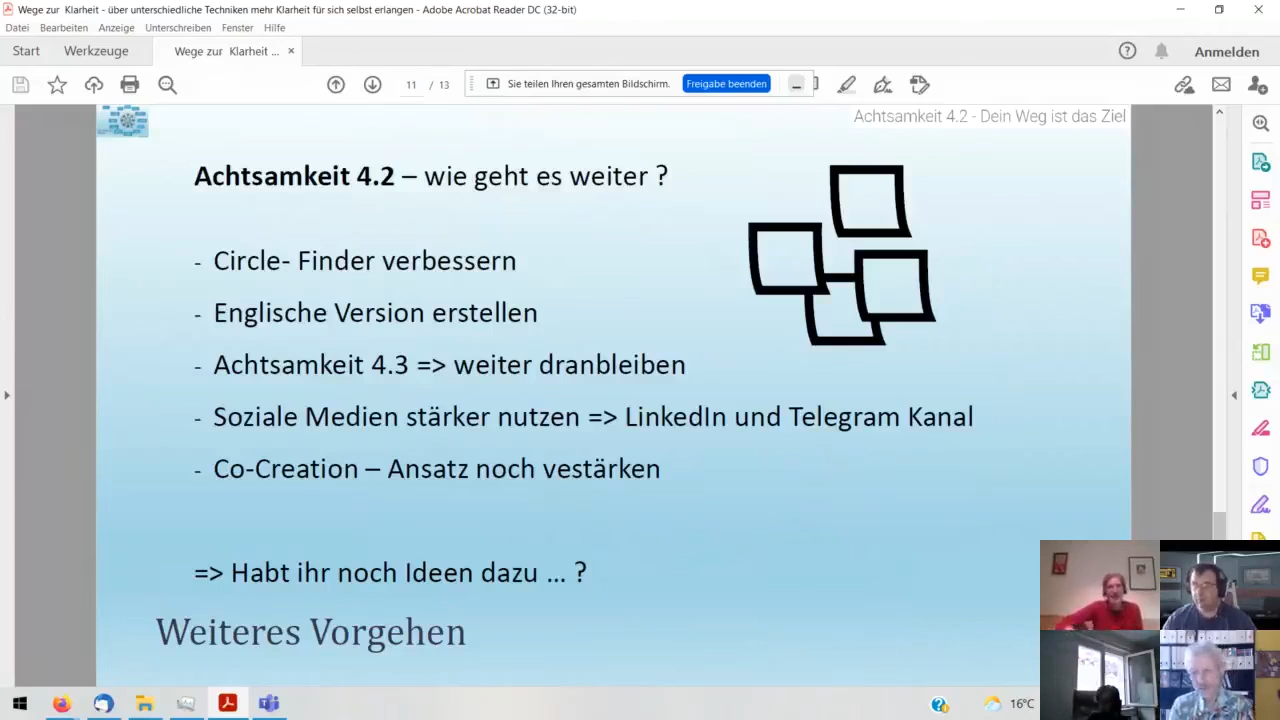 Wege zur Klarheit - über unterschiedliche Techniken mehr Klarheit für sich selbst erlangen - Adobe Acrobat Reader DC (32-bit)
Datei Bearbeiten Anzeige Unterschreiben Fenster Hilfe
Start Werkzeuge Wege zur Klarheit ... × Anmelden
11 / 13 Sie teilen Ihren gesamten Bildschirm. Freigabe beenden
Achtsamkeit 4.2 - Dein Weg ist das Ziel
Achtsamkeit 4.2 – wie geht es weiter ?
- Circle- Finder verbessern
- Englische Version erstellen
- Achtsamkeit 4.3 => weiter dranbleiben
- Soziale Medien stärker nutzen => LinkedIn und Telegram Kanal
- Co-Creation – Ansatz noch vestärken
=> Habt ihr noch Ideen dazu ... ?
Weiteres Vorgehen
16°C